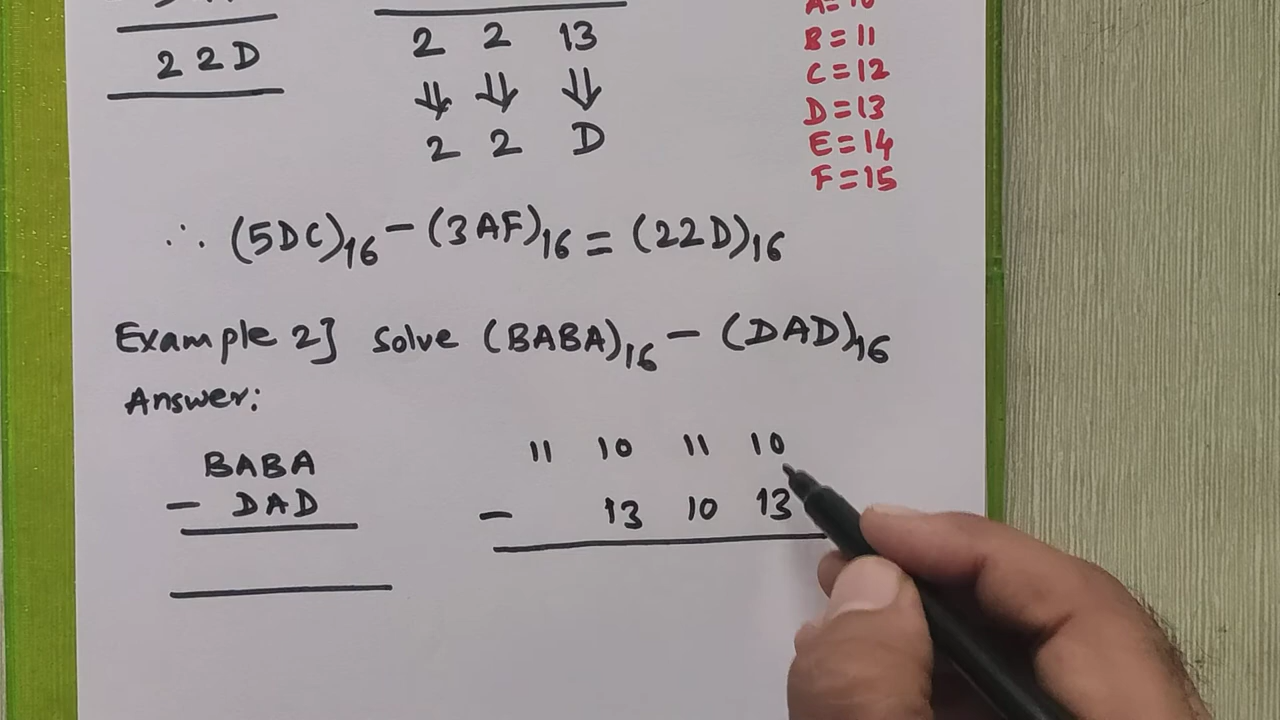 A=10
22D
2 2 13
B=11
⇓ ⇓ ⇓
C=12
2 2 D
D=13
E=14
F=15
∴ (5DC)16 - (3AF)16 = (22D)16
Example 2] Solve (BABA)16 - (DAD)16
Answer:
BABA
11 10 11 10
- DAD
- 13 10 13